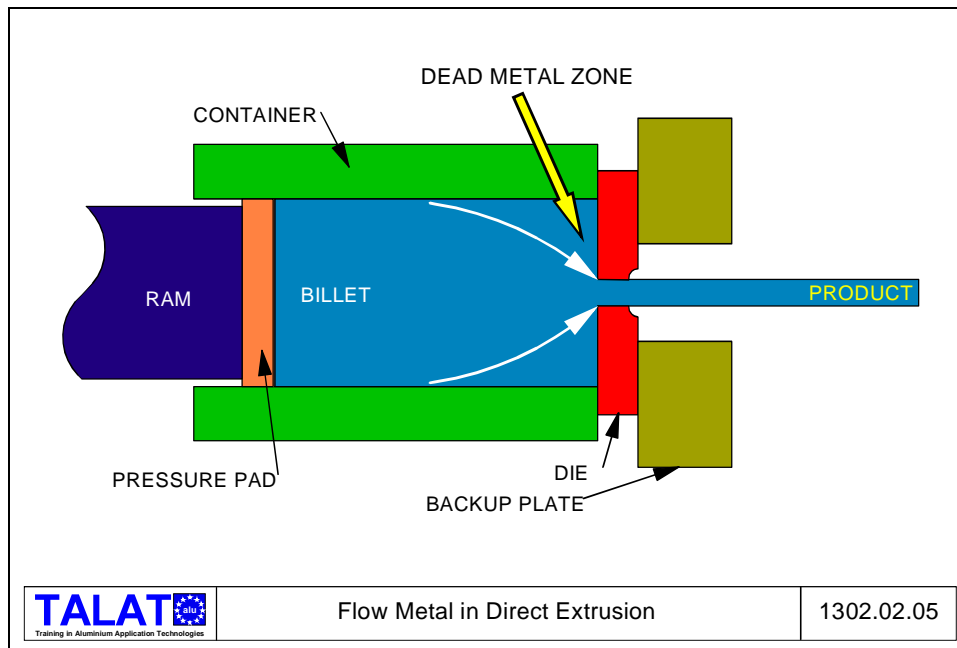 DEAD METAL ZONE
CONTAINER
RAM
BILLET
PRODUCT
PRESSURE PAD
DIE
BACKUP PLATE
TALAT
alu
Training in Aluminium Application Technologies
Flow Metal in Direct Extrusion
1302.02.05